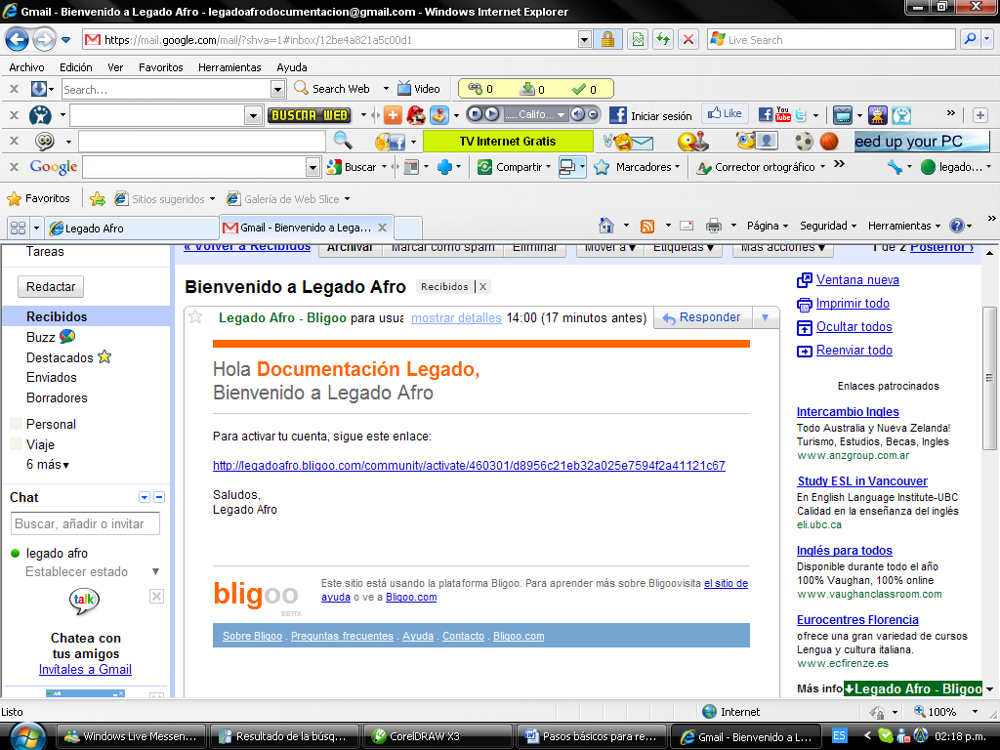 Gmail - Bienvenido a Legado Afro - legadoafrodocumentacion@gmail.com - Windows Internet Explorer
https://mail.google.com/mail/?shva=1#inbox/12be4a821a5c00d1
Live Search
Archivo Edición Ver Favoritos Herramientas Ayuda
Search... Search Web Video 0 0 0
BUSCAR WEB ..... Califo... Iniciar sesión Like You Tube
TV Internet Gratis eed up your PC
Google Buscar Compartir Marcadores Corrector ortográfico legado...
Favoritos Sitios sugeridos Galería de Web Slice
Legado Afro Gmail - Bienvenido a Lega... Página Seguridad Herramientas
Tareas
« Volver a Recibidos Archivar Marcar como spam Eliminar Mover a Etiquetas Más acciones 1 de 2 Posterior ›
Redactar
Recibidos
Buzz
Destacados
Enviados
Borradores
Personal
Viaje
6 más
Chat
Buscar, añadir o invitar
legado afro
Establecer estado
talk
Chatea con
tus amigos
Invítales a Gmail
Bienvenido a Legado Afro Recibidos X
Legado Afro - Bligoo para usua mostrar detalles 14:00 (17 minutos antes) Responder
Hola Documentación Legado,
Bienvenido a Legado Afro
Para activar tu cuenta, sigue este enlace:
http://legadoafro.bligoo.com/community/activate/460301/d8956c21eb32a025e7594f2a41121c67
Saludos,
Legado Afro
bligoo
BETA
Este sitio está usando la plataforma Bligoo. Para aprender más sobre Bligoovisita el sitio de
ayuda o ve a Bligoo.com
Sobre Bligoo . Preguntas frecuentes . Ayuda . Contacto . Bligoo.com
Ventana nueva
Imprimir todo
Ocultar todos
Reenviar todo
Enlaces patrocinados
Intercambio Ingles
Todo Australia y Nueva Zelanda!
Turismo, Estudios, Becas, Ingles
www.anzgroup.com.ar
Study ESL in Vancouver
En English Language Institute-UBC
Calidad en la enseñanza del inglés
eli.ubc.ca
Inglés para todos
Disponible durante todo el año
100% Vaughan, 100% online
www.vaughanclassroom.com
Eurocentres Florencia
ofrece una gran variedad de cursos
Lengua y cultura italiana.
www.ecfirenze.es
Más info Legado Afro - Bligoo
Listo Internet 100%
Windows Live Messen... Resultado de la búsq... CorelDRAW X3 Pasos básicos para re... Gmail - Bienvenido a L... ES 02:18 p.m.